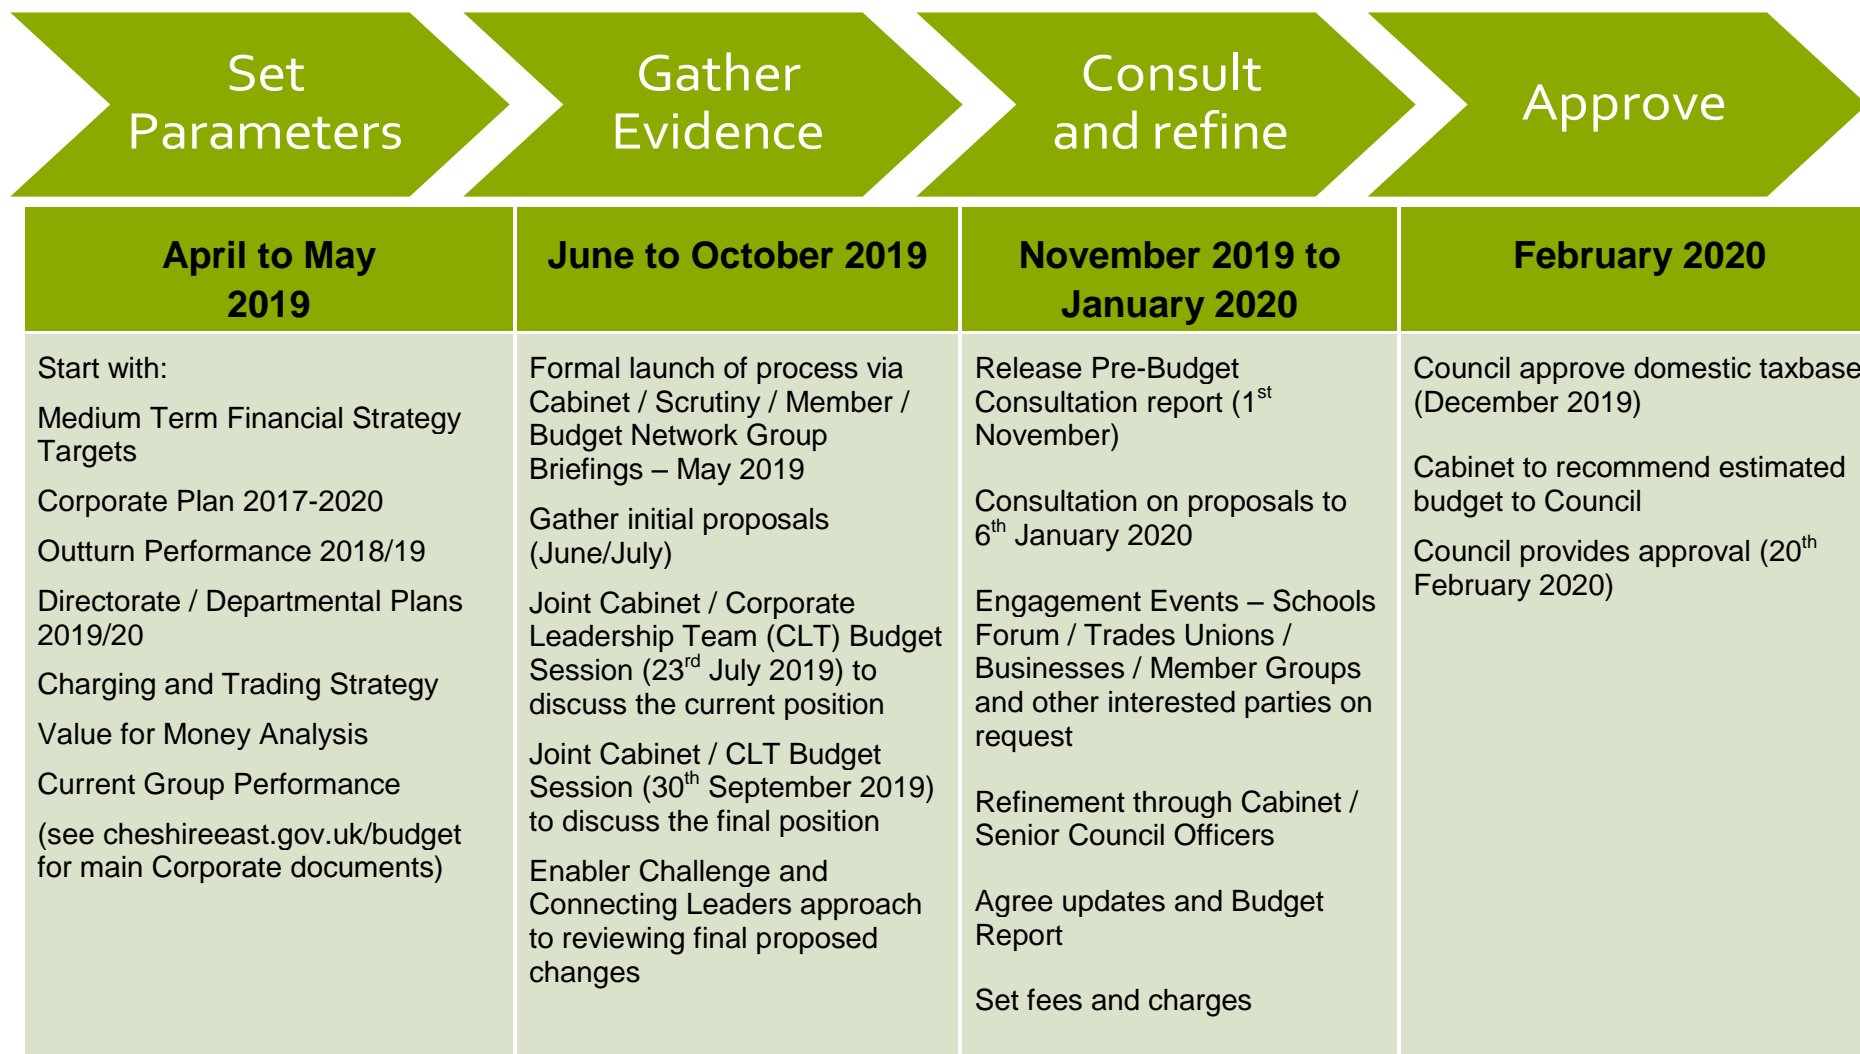 Set
Parameters
Gather
Evidence
Consult
and refine
Approve
April to May
2019
June to October 2019
November 2019 to
January 2020
February 2020
Start with:
Medium Term Financial Strategy
Targets
Corporate Plan 2017-2020
Outturn Performance 2018/19
Directorate / Departmental Plans
2019/20
Charging and Trading Strategy
Value for Money Analysis
Current Group Performance
(see cheshireeast.gov.uk/budget
for main Corporate documents)
Formal launch of process via
Cabinet / Scrutiny / Member /
Budget Network Group
Briefings – May 2019
Gather initial proposals
(June/July)
Joint Cabinet / Corporate
Leadership Team (CLT) Budget
Session (23rd July 2019) to
discuss the current position
Joint Cabinet / CLT Budget
Session (30th September 2019)
to discuss the final position
Enabler Challenge and
Connecting Leaders approach
to reviewing final proposed
changes
Release Pre-Budget
Consultation report (1st
November)
Consultation on proposals to
6th January 2020
Engagement Events – Schools
Forum / Trades Unions /
Businesses / Member Groups
and other interested parties on
request
Refinement through Cabinet /
Senior Council Officers
Agree updates and Budget
Report
Set fees and charges
Council approve domestic taxbase
(December 2019)
Cabinet to recommend estimated
budget to Council
Council provides approval (20th
February 2020)